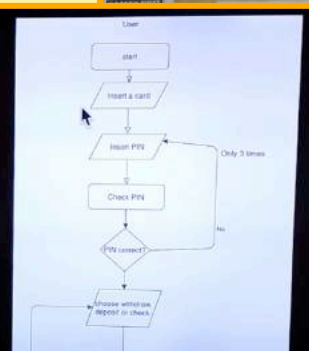 User
start
Insert a card
Insert PIN
Only 3 times
Check PIN
No
PIN correct?
choose withdraw,
deposit or check